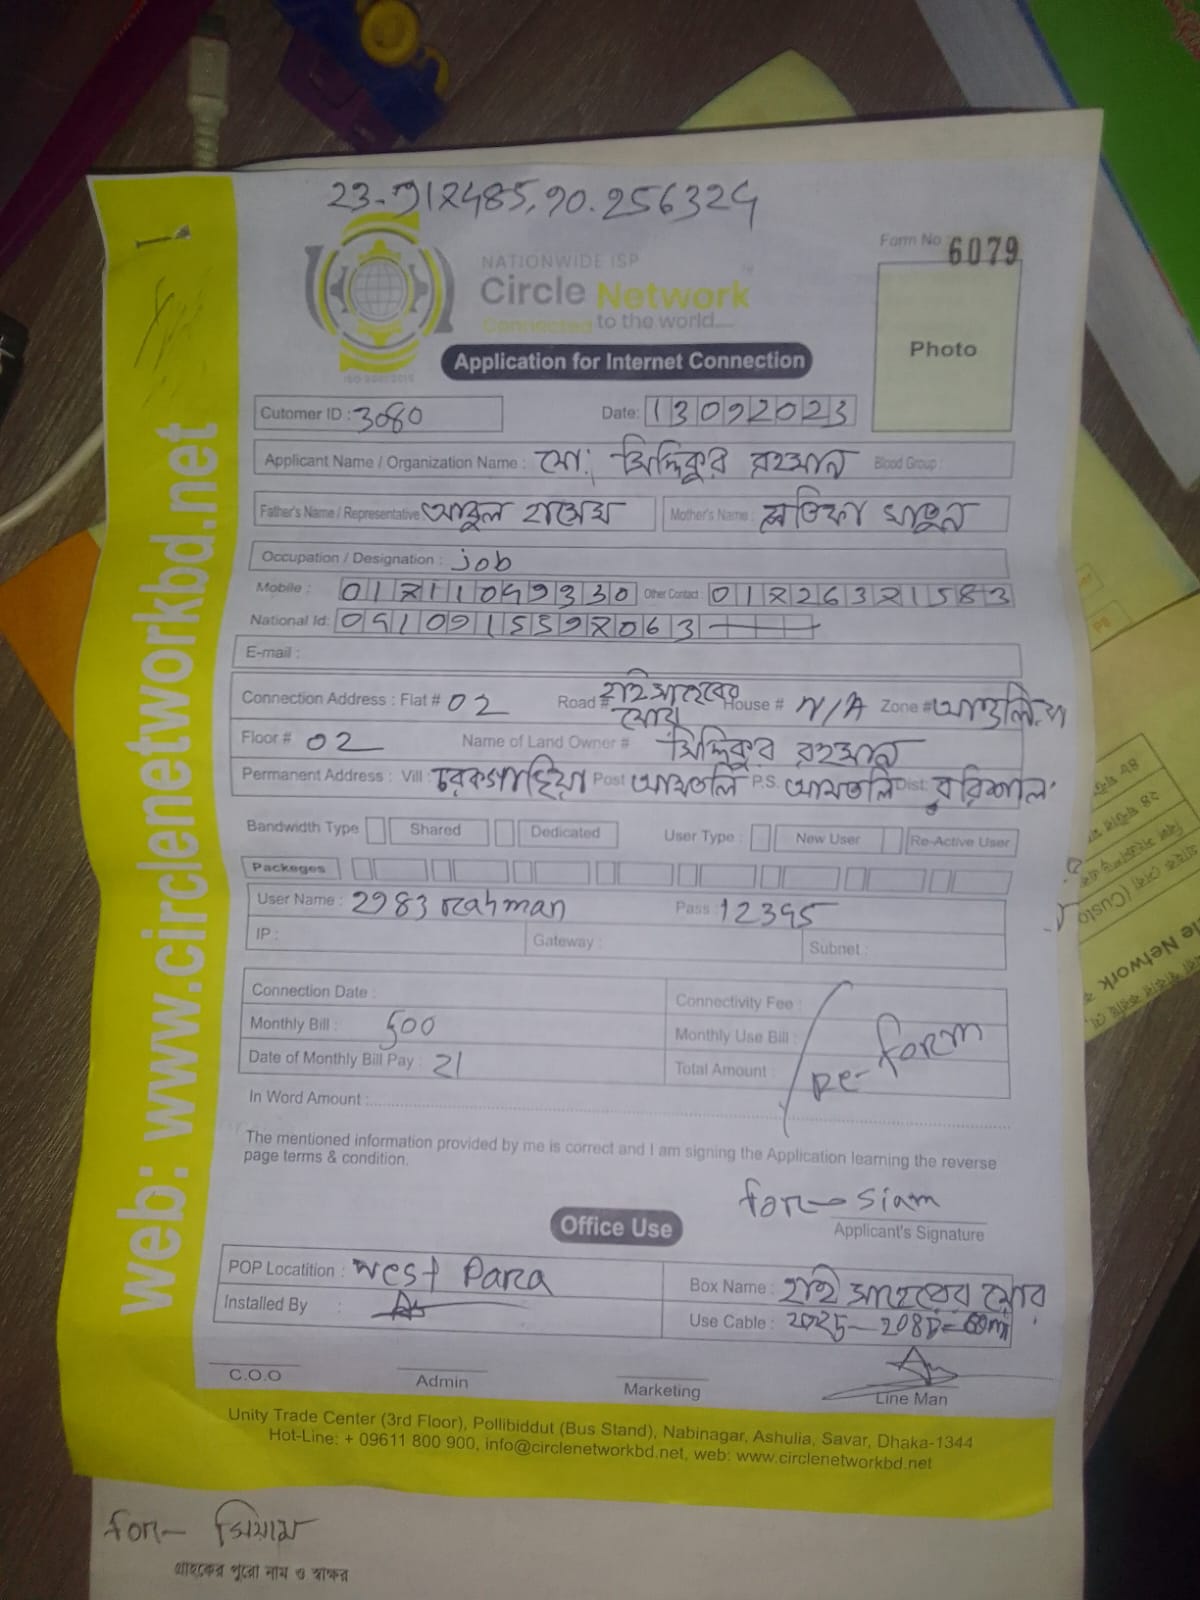 Form No 6079
NATIONWIDE ISP
Circle Network
Connected to the world....
Photo
Application for Internet Connection
Cutomer ID : 3080 Date: 13092023
Applicant Name / Organization Name : মো: সিদ্দিকুর রহমান Blood Group :
Father's Name / Representative আবুল হাসেম Mother's Name :
Occupation / Designation : job
Mobile : Other Contact :
National Id:
E-mail :
Connection Address : Flat # 02 Road # হাই সাহেবের মোড় House # N/A Zone #
Floor # 02 Name of Land Owner # সিদ্দিকুর রহমান
Permanent Address : Vill : Post আমতলি P.S. আমতলি Dist: বরিশাল
Bandwidth Type Shared Dedicated User Type : New User Re-Active User
Packeges
User Name : 2983 rahman Pass : 12345
IP : Gateway : Subnet :
Connection Date : Connectivity Fee :
Monthly Bill : 500 Monthly Use Bill :
Date of Monthly Bill Pay : 21 Total Amount :
re-form
In Word Amount :
The mentioned information provided by me is correct and I am signing the Application learning the reverse
page terms & condition.
for- siam
Applicant's Signature
Office Use
POP Locatition : West Para Box Name : হাই সাহেবের মোড়
Installed By : Use Cable :
C.O.O Admin Marketing Line Man
Unity Trade Center (3rd Floor), Pollibiddut (Bus Stand), Nabinagar, Ashulia, Savar, Dhaka-1344
Hot-Line: + 09611 800 900, info@circlenetworkbd.net, web: www.circlenetworkbd.net
web: www.circlenetworkbd.net
for- সিয়াম
গ্রাহকের পুরো নাম ও স্বাক্ষর